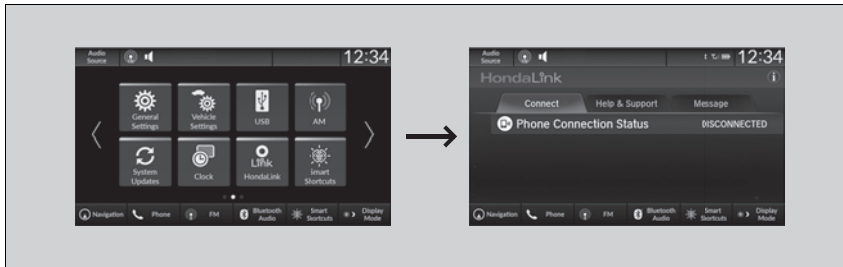 Audio
Source
12:34
General
Settings
Vehicle
Settings
USB
AM
System
Updates
Clock
Link
HondaLink
Smart
Shortcuts
Navigation
Phone
FM
Bluetooth
Audio
Smart
Shortcuts
Display
Mode
Audio
Source
12:34
HondaLink
i
Connect
Help & Support
Message
Phone Connection Status
DISCONNECTED
Navigation
Phone
FM
Bluetooth
Audio
Smart
Shortcuts
Display
Mode